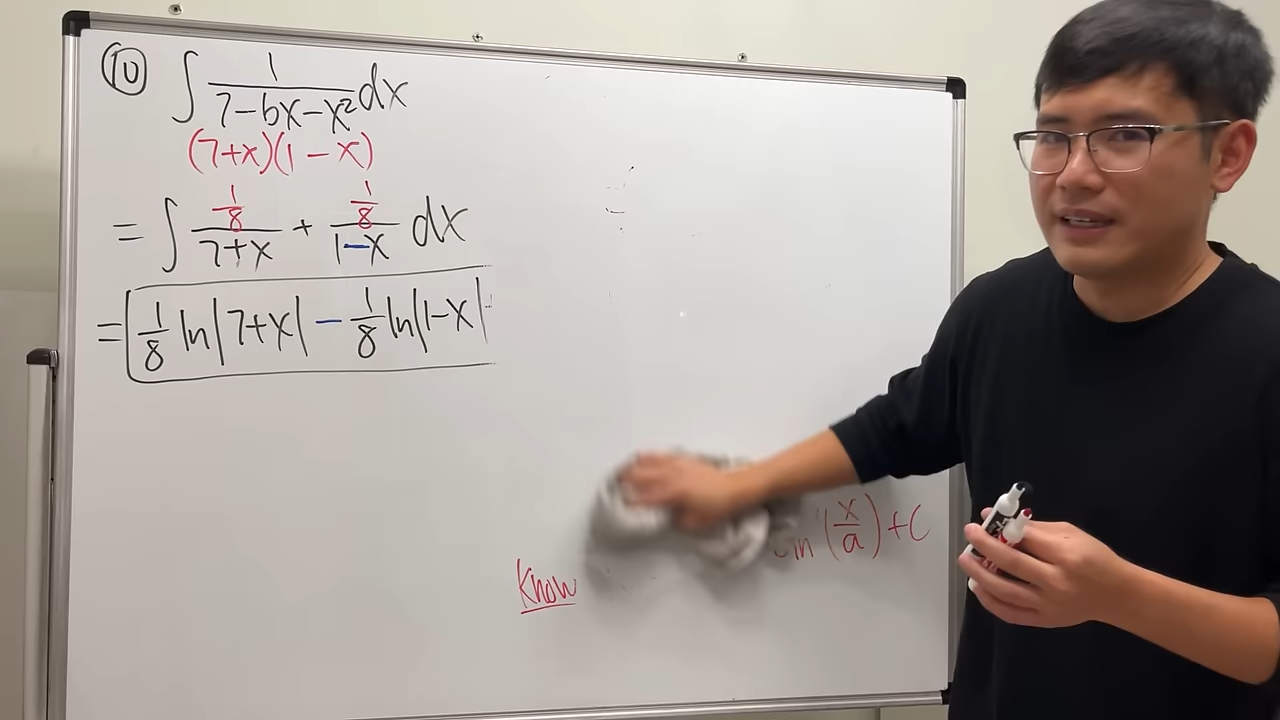 ⑩ ∫ 1/(7-6x-x²) dx
(7+x)(1-x)
= ∫ (1/8)/(7+x) + (1/8)/(1-x) dx
= 1/8 ln|7+x| - 1/8 ln|1-x|
in⁻¹(x/a)+C
Know